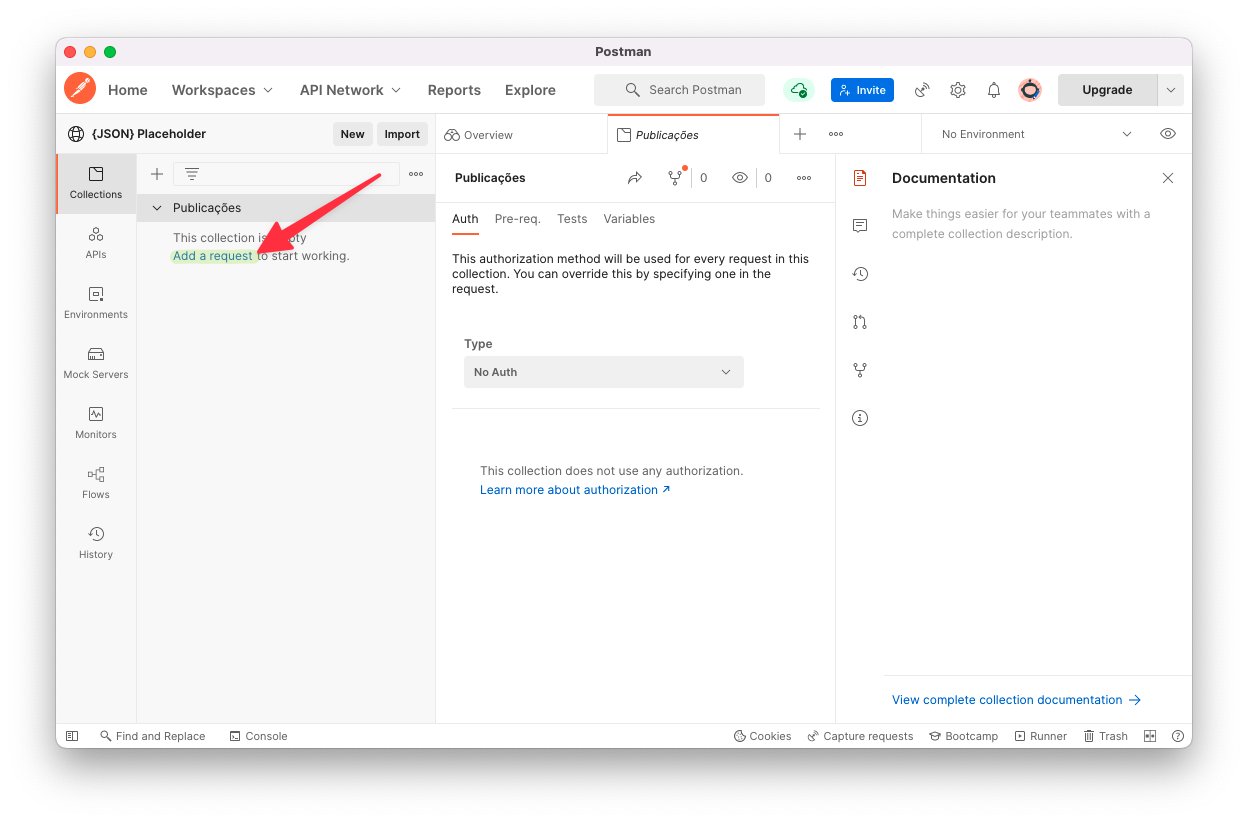 Postman
Home Workspaces API Network Reports Explore Search Postman Invite Upgrade
{JSON} Placeholder New Import Overview Publicações No Environment
Collections
APIs
Environments
Mock Servers
Monitors
Flows
History
Publicações
This collection is
ty
Add a request to start working.
Publicações 0 0
Auth Pre-req. Tests Variables
This authorization method will be used for every request in this
collection. You can override this by specifying one in the
request.
Type
No Auth
This collection does not use any authorization.
Learn more about authorization ↗
Documentation
Make things easier for your teammates with a
complete collection description.
View complete collection documentation →
Find and Replace Console Cookies Capture requests Bootcamp Runner Trash